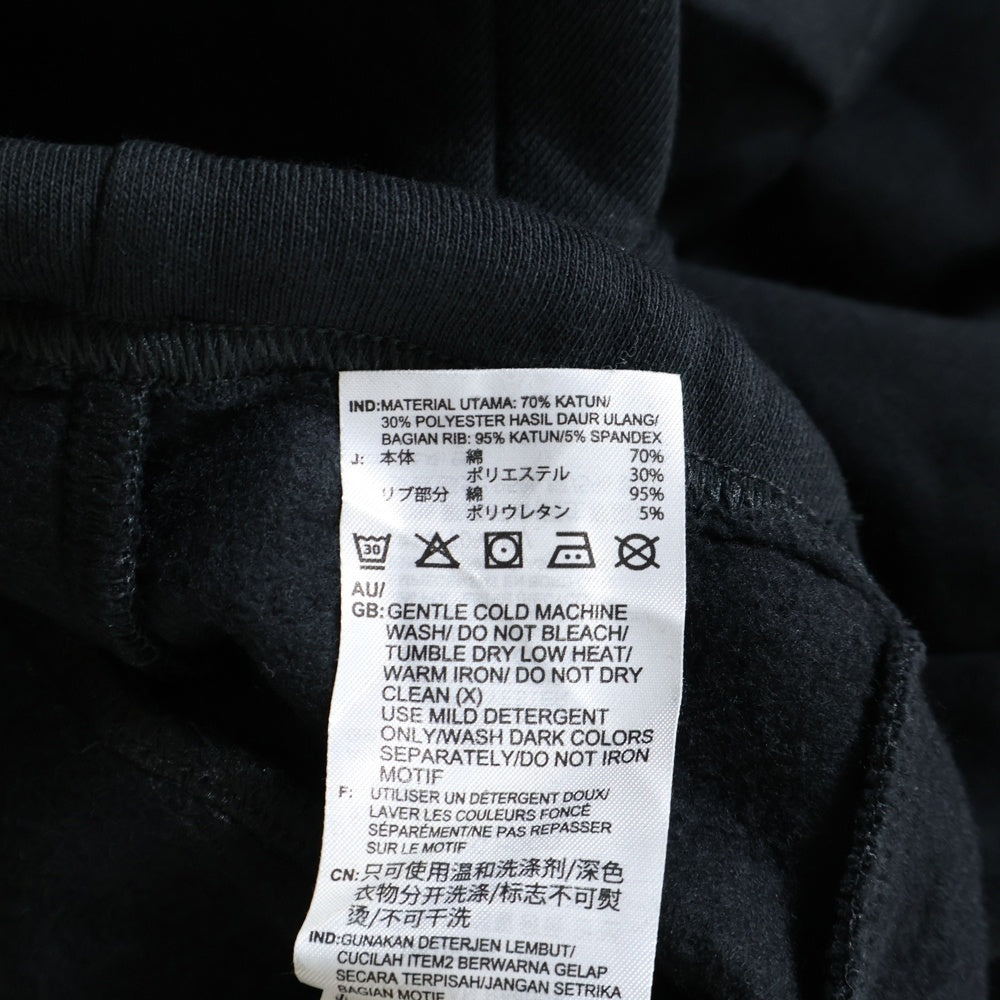 IND:MATERIAL UTAMA: 70% KATUN/
30% POLYESTER HASIL DAUR ULANG/
BAGIAN RIB: 95% KATUN/5% SPANDEX
J: 本体 綿 70%
ポリエステル 30%
リブ部分 綿 95%
ポリウレタン 5%
30
AU/
GB:GENTLE COLD MACHINE
WASH/ DO NOT BLEACH/
TUMBLE DRY LOW HEAT/
WARM IRON/ DO NOT DRY
CLEAN (X)
USE MILD DETERGENT
ONLY/WASH DARK COLORS
SEPARATELY/DO NOT IRON
MOTIF
F: UTILISER UN DÉTERGENT DOUX/
LAVER LES COULEURS FONCÉ
SÉPARÉMENT/NE PAS REPASSER
SUR LE MOTIF
CN:只可使用温和洗涤剂/深色
衣物分开洗涤/标志不可熨
烫/不可干洗
IND:GUNAKAN DETERJEN LEMBUT/
CUCILAH ITEM2 BERWARNA GELAP
SECARA TERPISAH/JANGAN SETRIKA
BAGIAN MOTIF